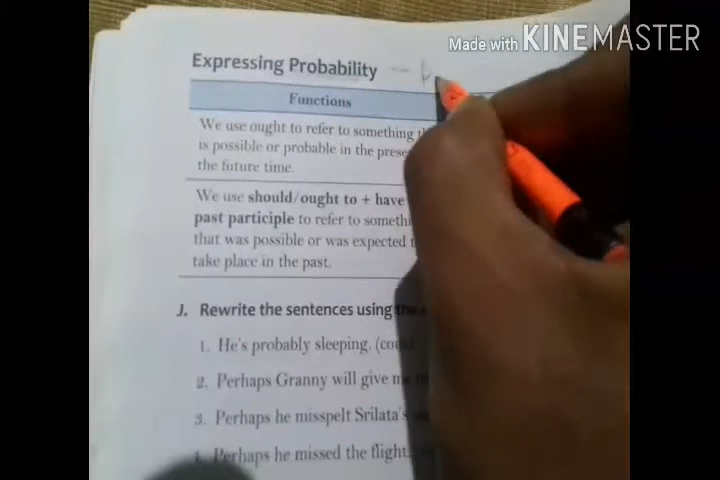 Made with KINEMASTER
Expressing Probability
Functions
We use ought to refer to something
is possible or probable in the
the future time.
We use should/ought to + have
past participle to refer to
that was possible or was expected
take place in the past.
J. Rewrite the sentences using
1. He's probably sleeping.
2. Perhaps Granny will give
3. Perhaps he misspelt Srilata's
Perhaps he missed the flight.